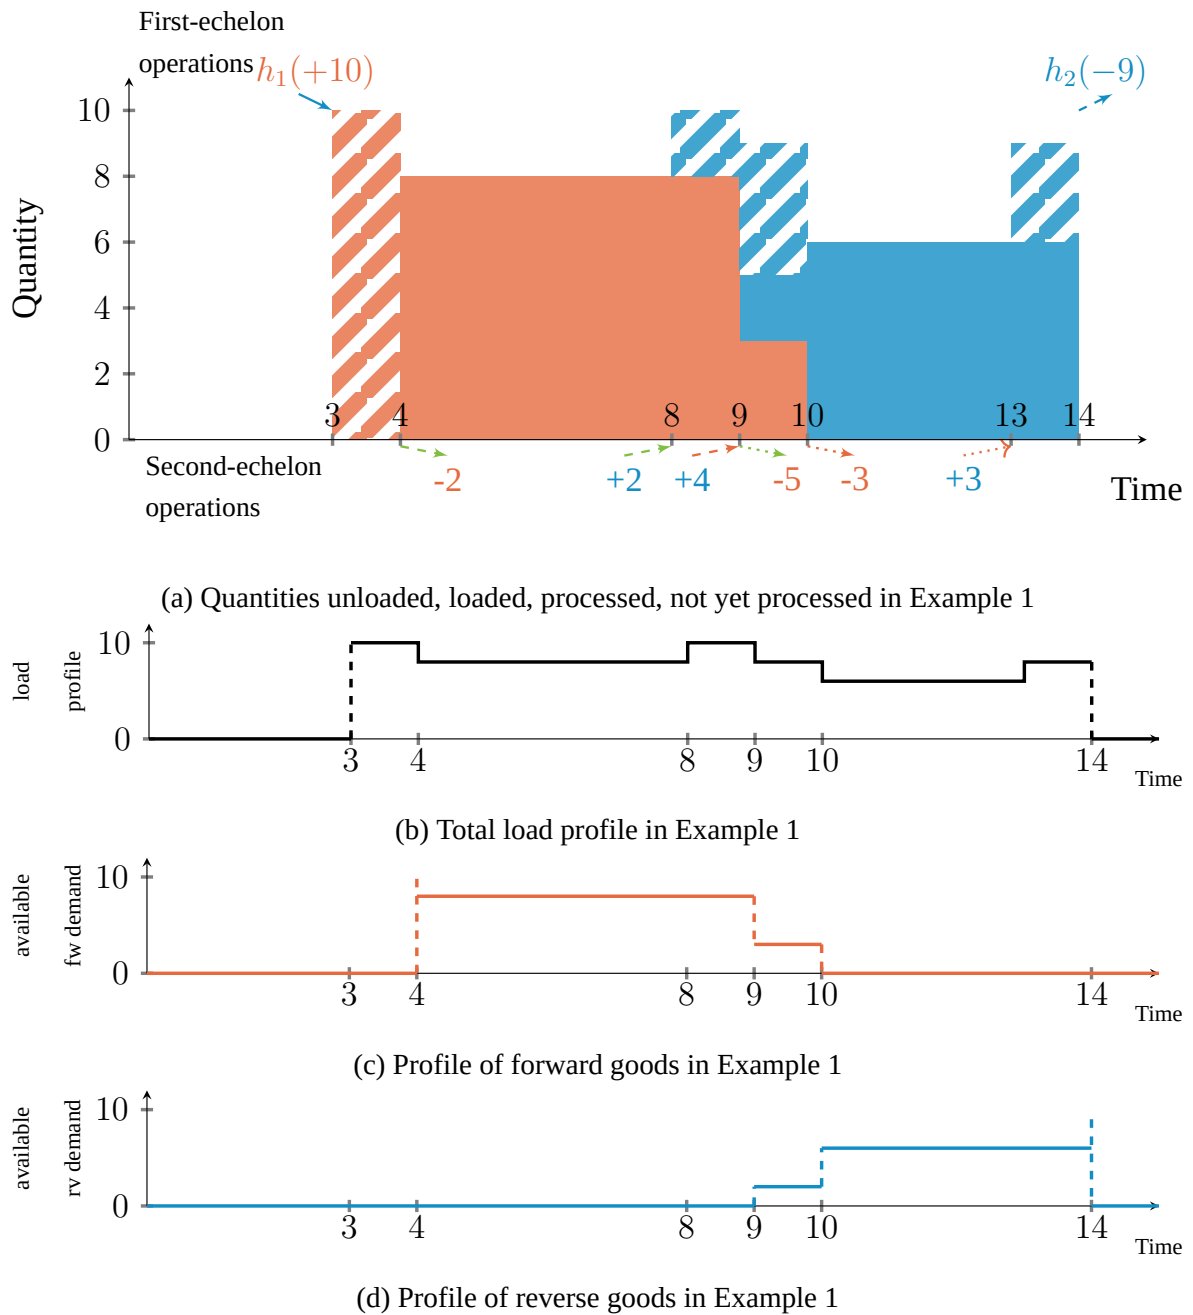 First-echelon
operations
h₁(+10)
h₂(−9)
Quantity
10
8
6
4
2
0
3 4 8 9 10 13 14
Second-echelon
operations
-2 +2 +4 -5 -3 +3
Time
(a) Quantities unloaded, loaded, processed, not yet processed in Example 1
load
profile
10
0
3 4 8 9 10 14
Time
(b) Total load profile in Example 1
available
fw demand
10
0
3 4 8 9 10 14
Time
(c) Profile of forward goods in Example 1
available
rv demand
10
0
3 4 8 9 10 14
Time
(d) Profile of reverse goods in Example 1